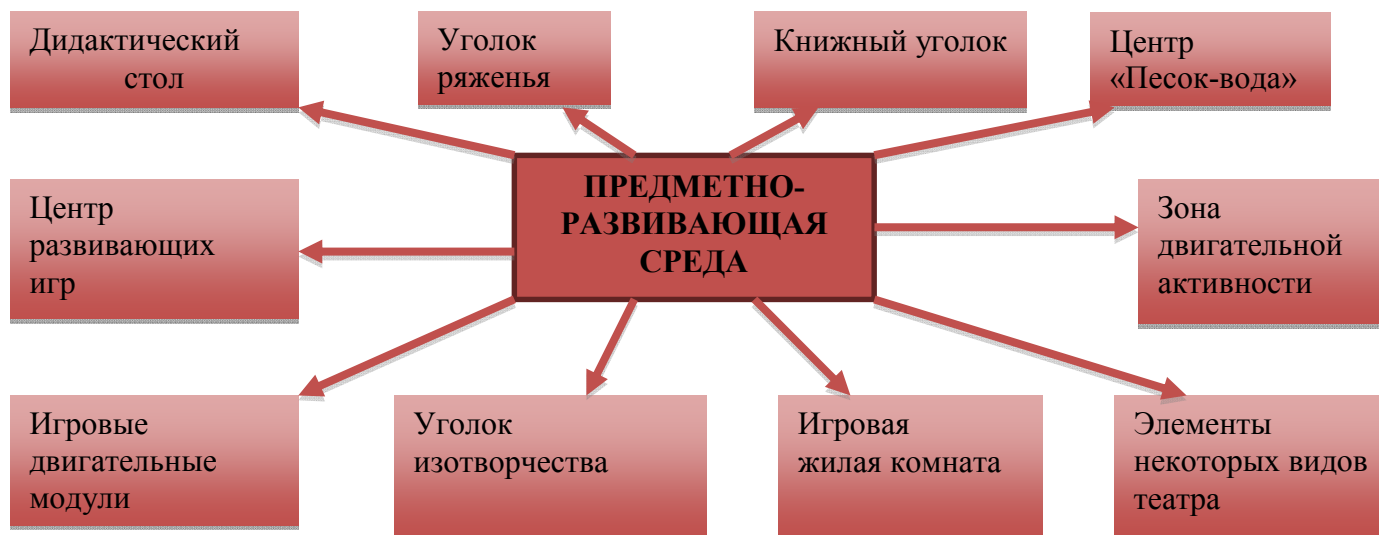 Дидактический
стол
Уголок
ряженья
Книжный уголок
Центр
«Песок-вода»
ПРЕДМЕТНО-
РАЗВИВАЮЩАЯ
СРЕДА
Центр
развивающих
игр
Зона
двигательной
активности
Игровые
двигательные
модули
Уголок
изотворчества
Игровая
жилая комната
Элементы
некоторых видов
театра